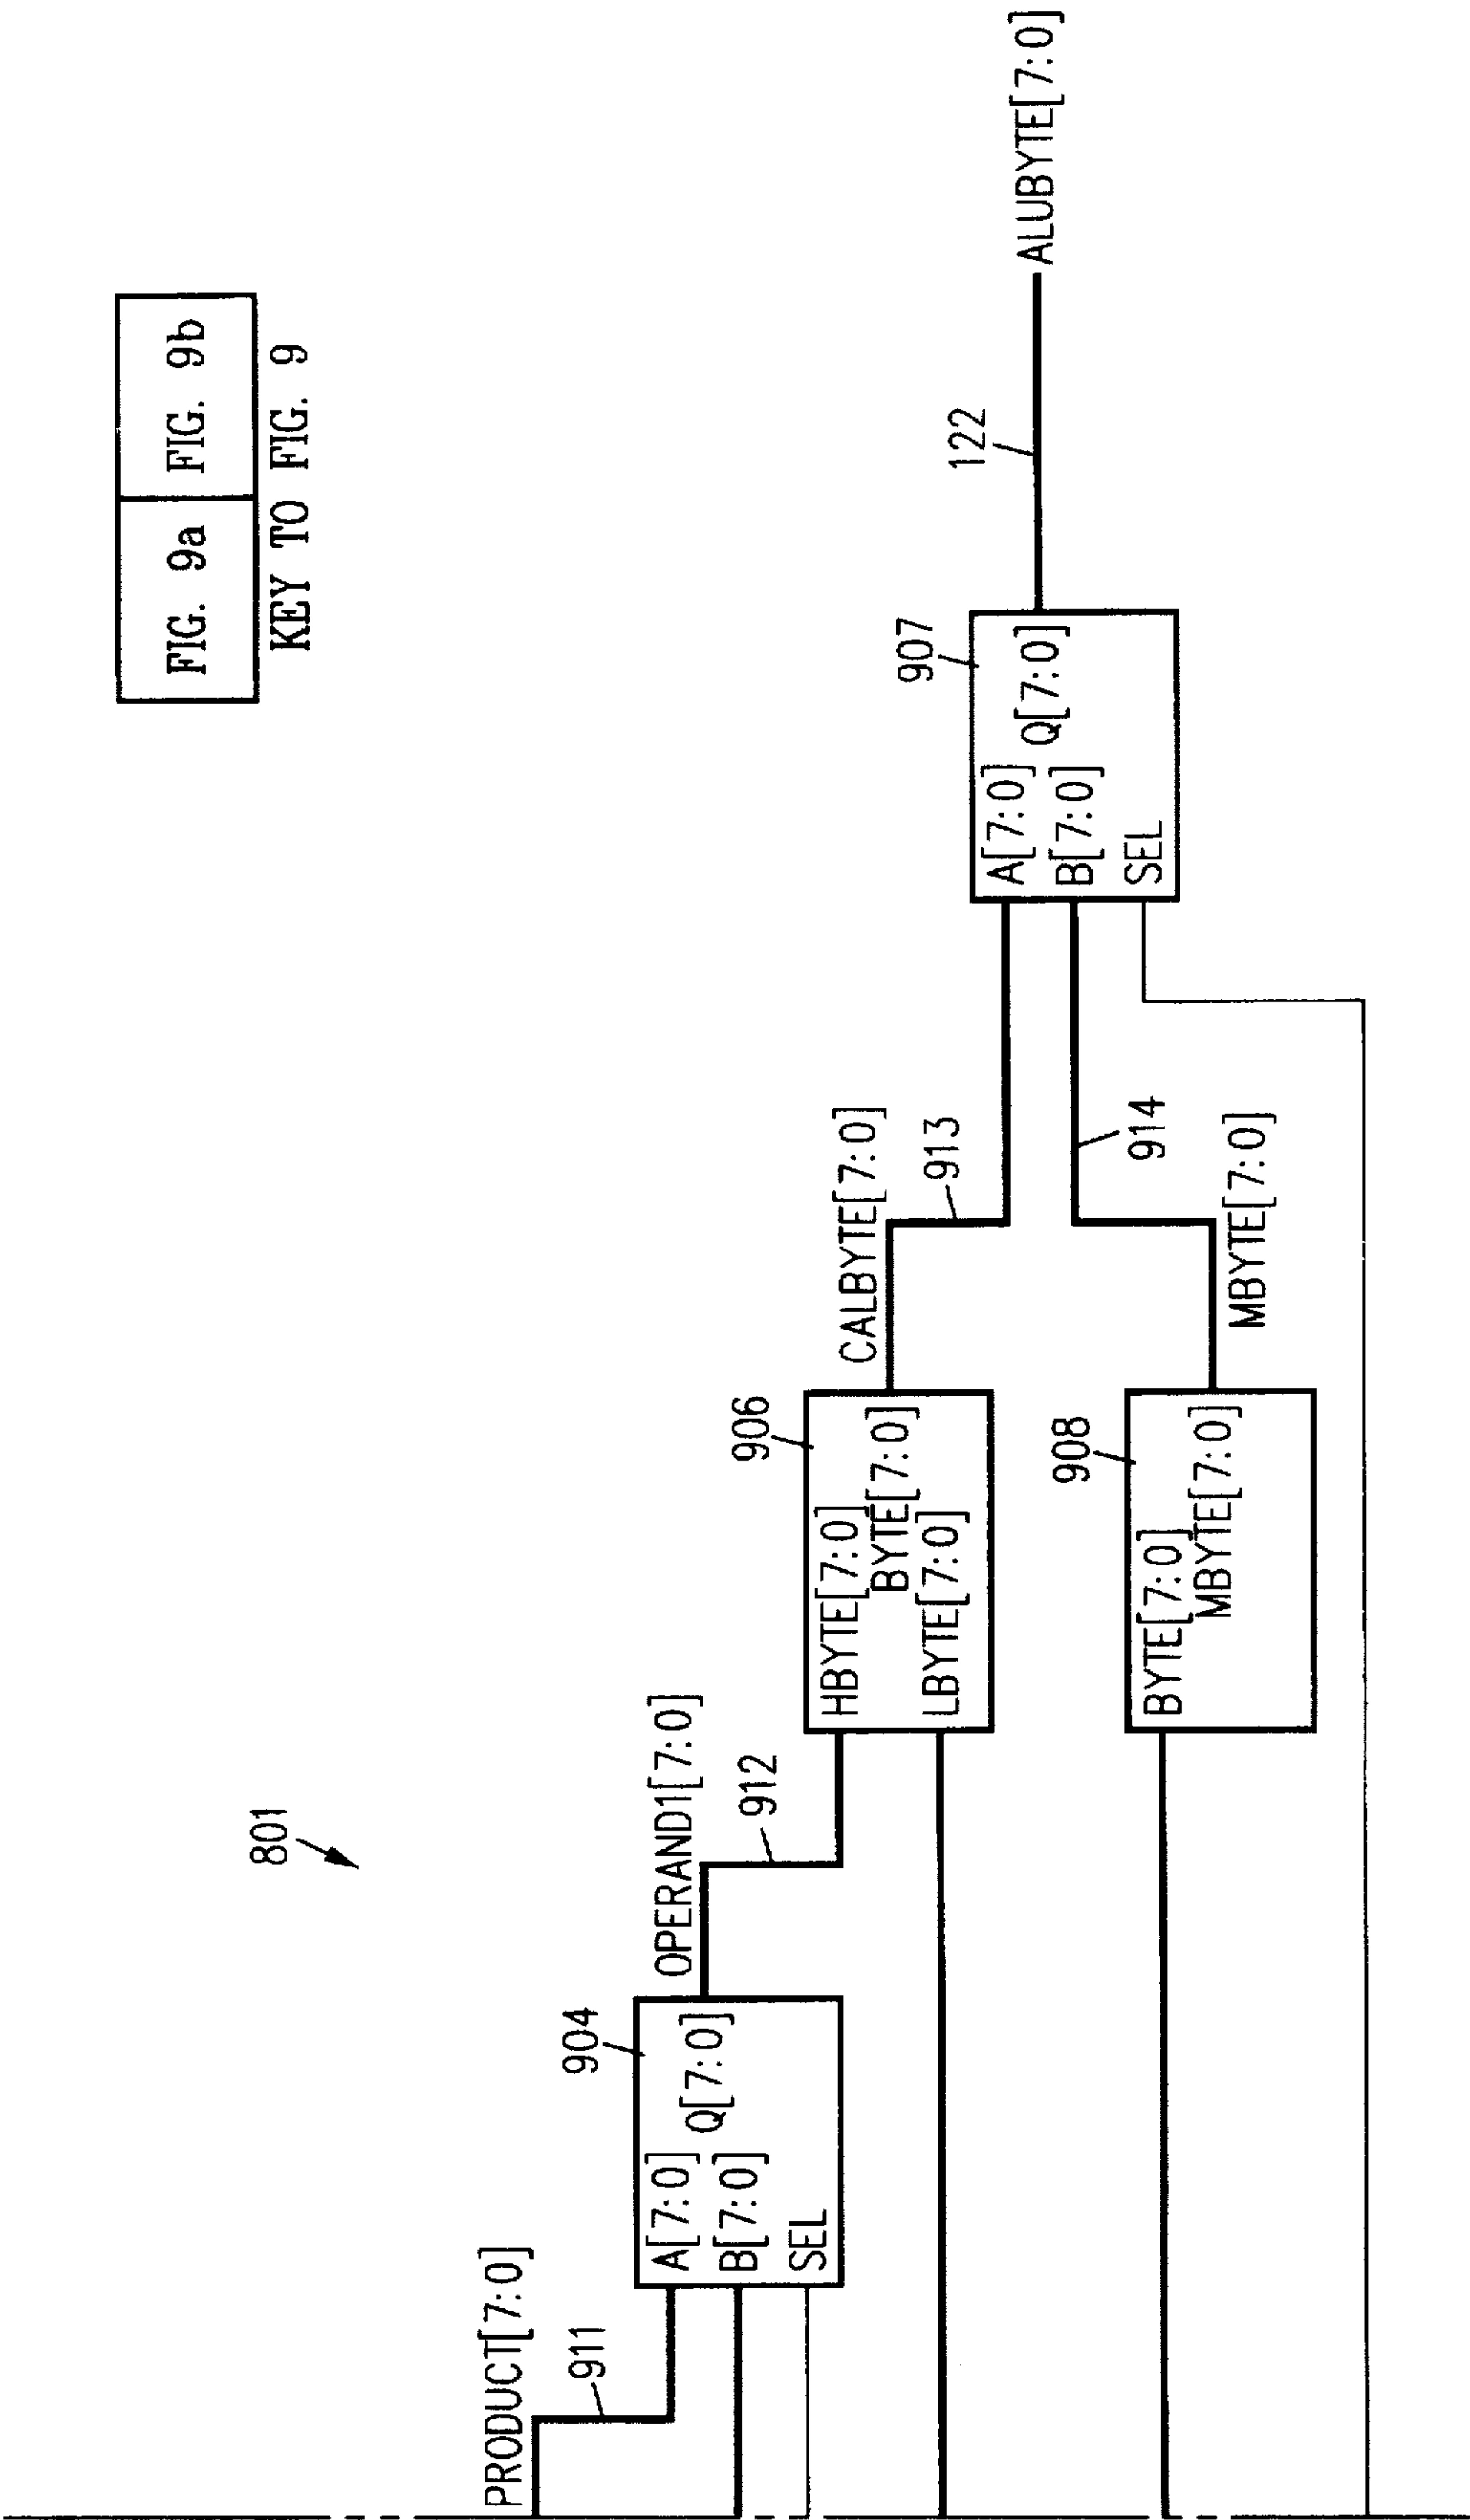 FIG. 9a FIG. 9b
KEY TO FIG. 9
801
PRODUCT[7:0]
911
904
A[7:0]
Q[7:0]
B[7:0]
SEL
OPERAND1[7:0]
912
906
HBYTE[7:0]
BYTE[7:0]
LBYTE[7:0]
CALBYTE[7:0]
913
908
BYTE[7:0]
MBYTE[7:0]
914
MBYTE[7:0]
907
A[7:0]
Q[7:0]
B[7:0]
SEL
122
ALUBYTE[7:0]